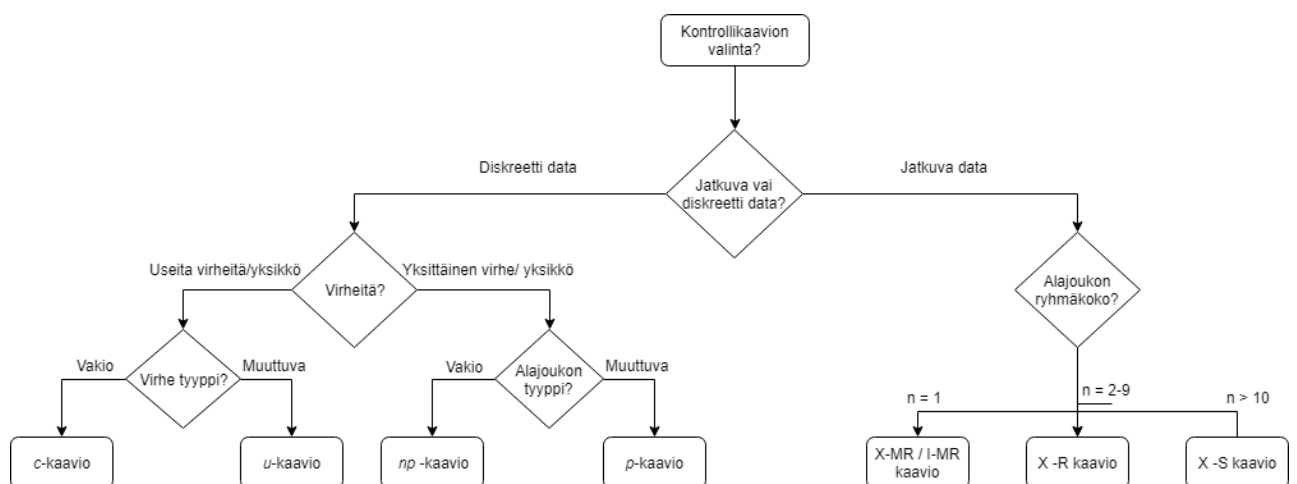 Kontrollikaavion
valinta?
Diskreetti data
Jatkuva data
Jatkuva vai
diskreetti data?
Useita virheitä/yksikkö
Yksittäinen virhe/ yksikkö
Virheitä?
Alajoukon
ryhmäkoko?
Vakio
Virhe tyyppi?
Muuttuva
Vakio
Alajoukon
tyyppi?
Muuttuva
n = 1
n = 2-9
n > 10
c-kaavio
u-kaavio
np -kaavio
p-kaavio
X-MR / I-MR
kaavio
X -R kaavio
X -S kaavio